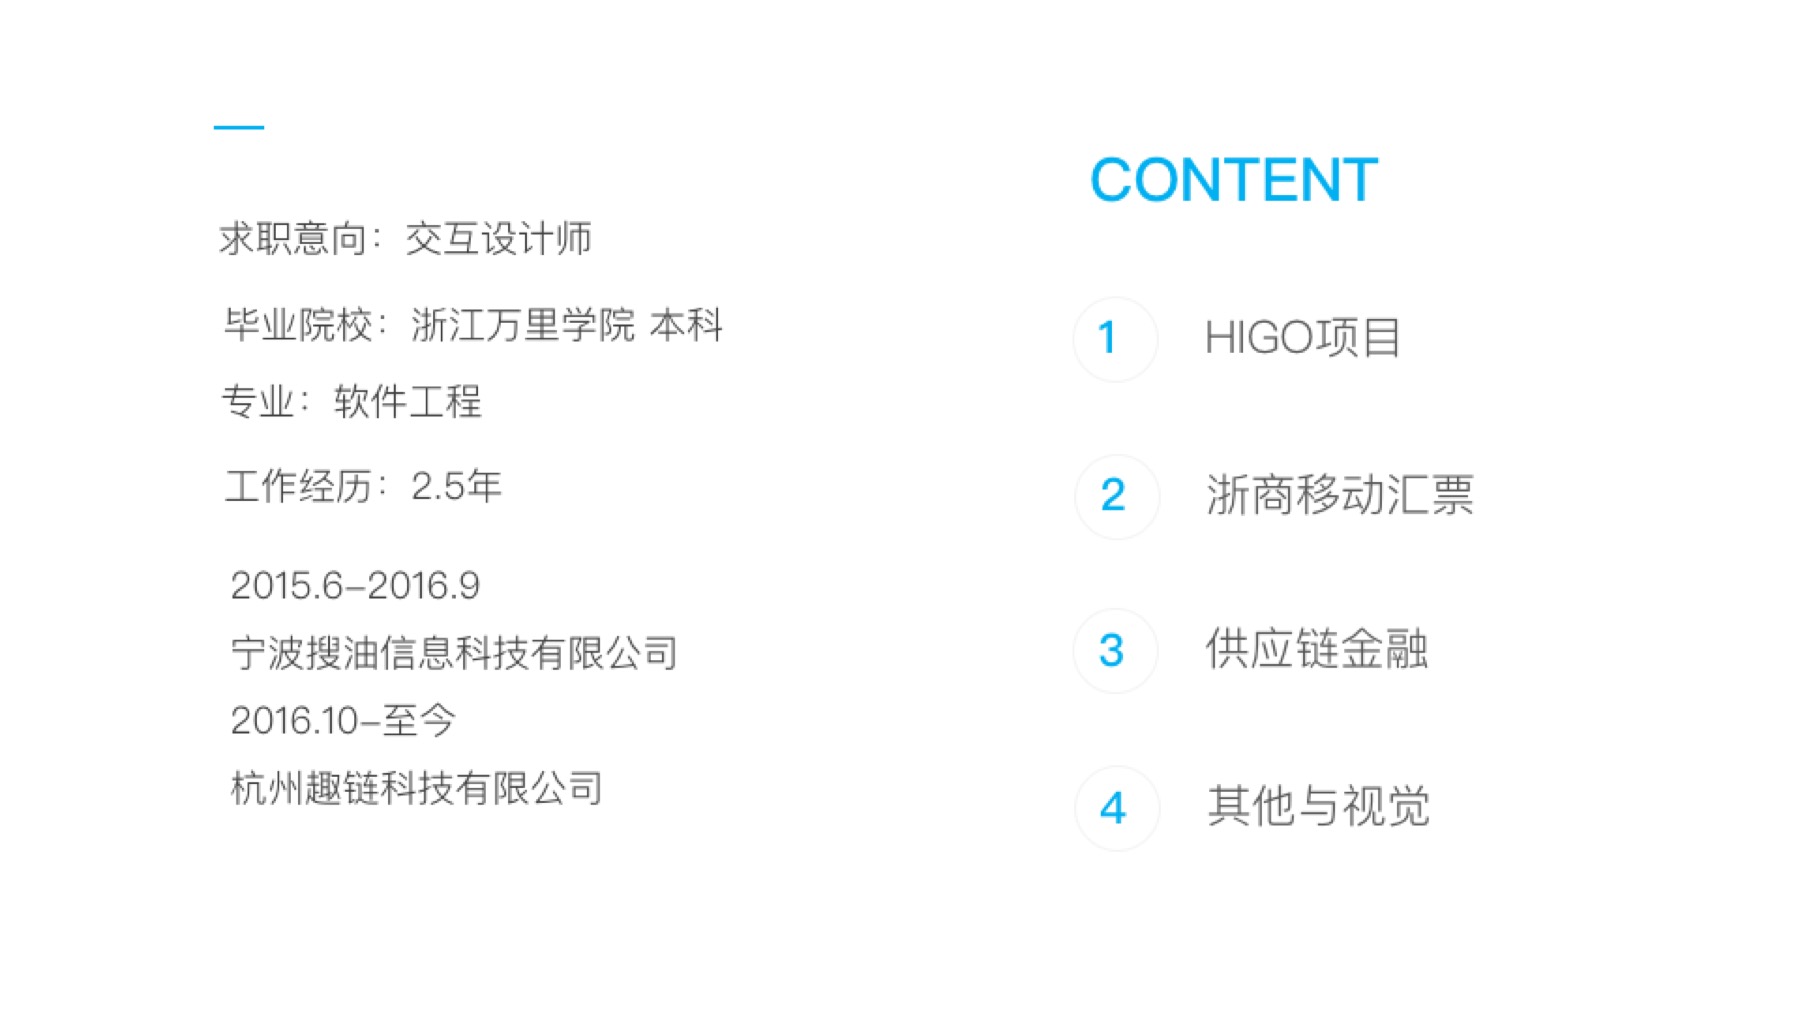 求职意向：交互设计师
毕业院校：浙江万里学院 本科
专业：软件工程
工作经历：2.5年
2015.6–2016.9
宁波搜油信息科技有限公司
2016.10–至今
杭州趣链科技有限公司
CONTENT
1 HIGO项目
2 浙商移动汇票
3 供应链金融
4 其他与视觉